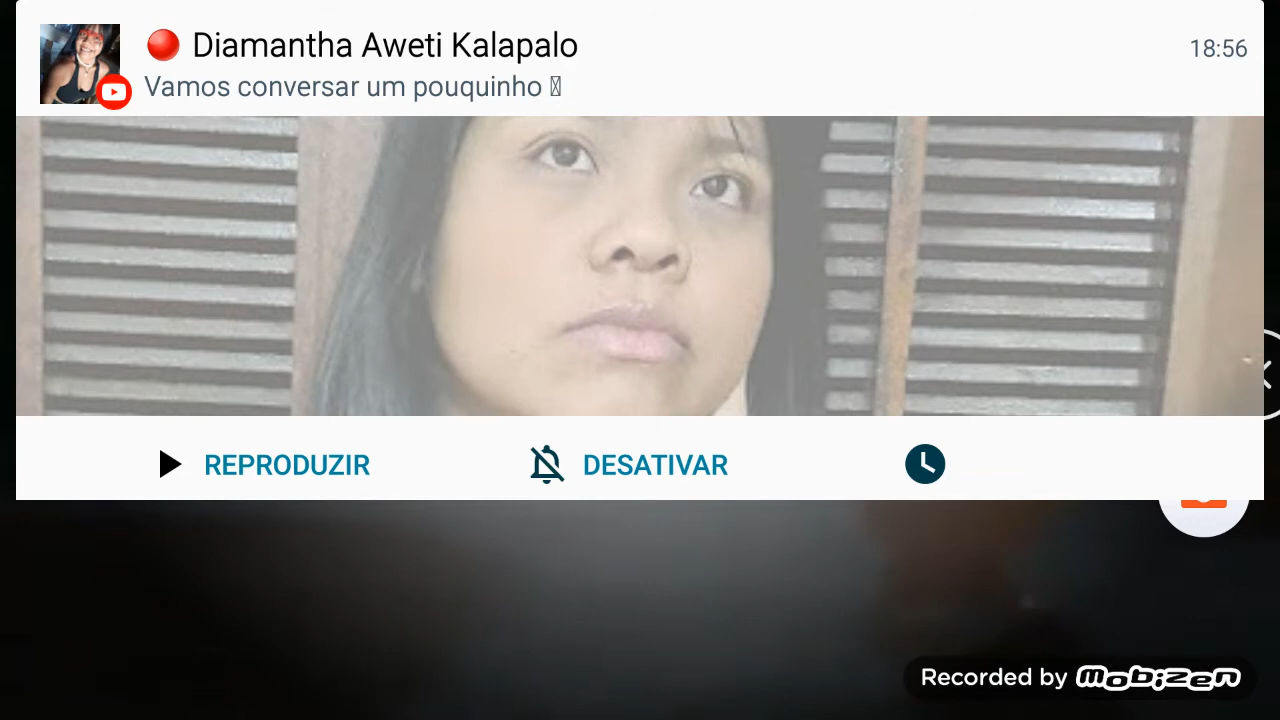 🔴 Diamantha Aweti Kalapalo
18:56
Vamos conversar um pouquinho
REPRODUZIR
DESATIVAR
Recorded by mobizen